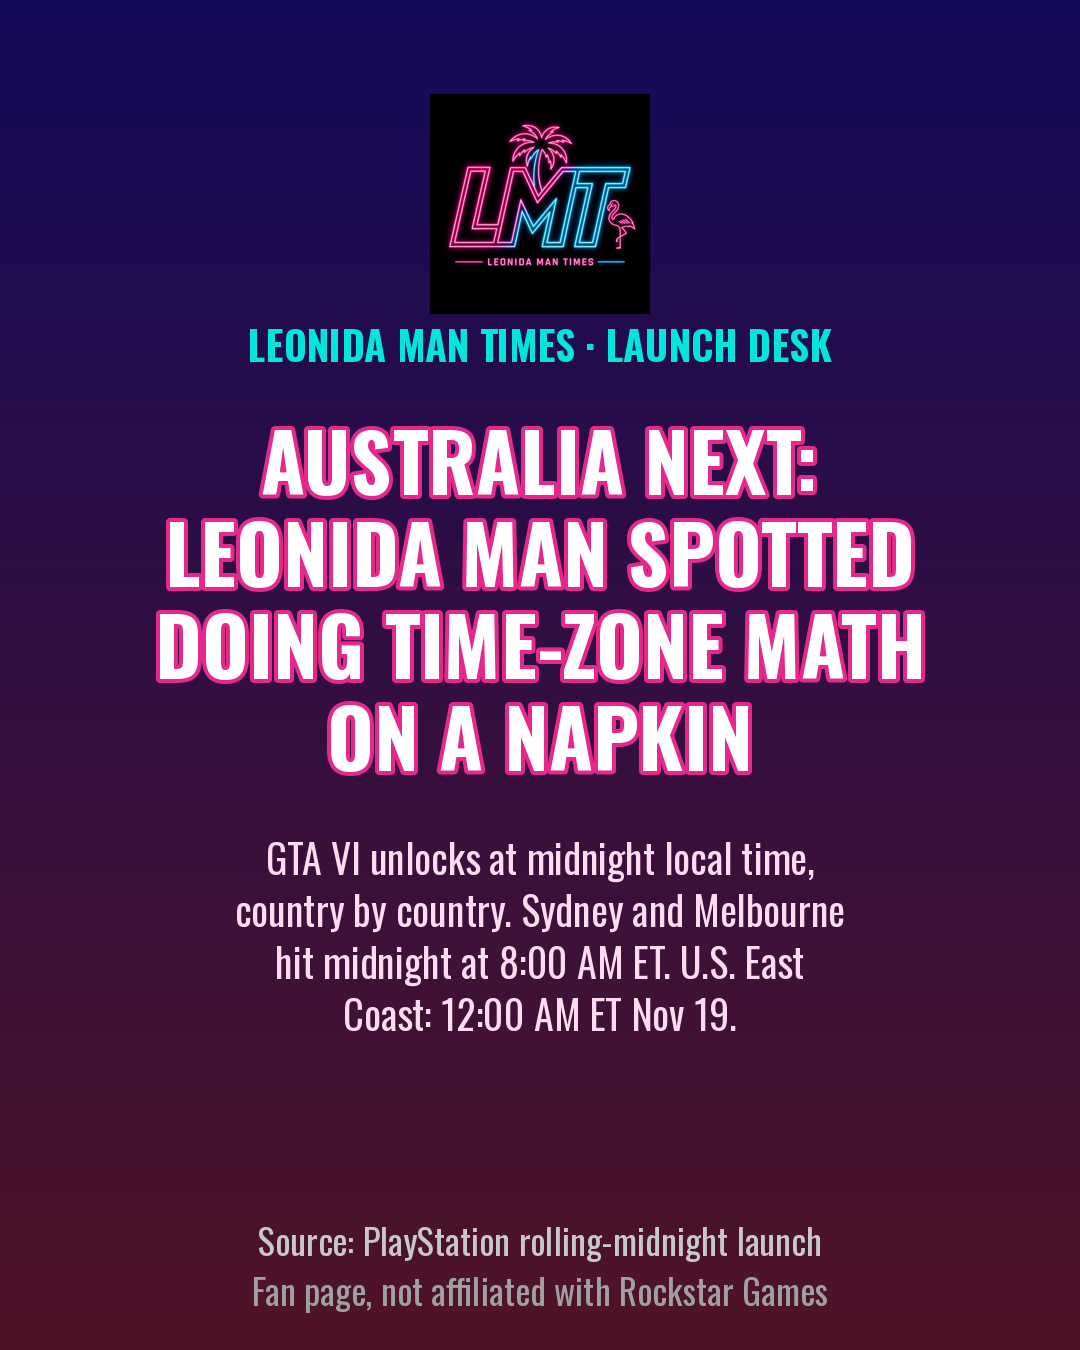 LMT
LEONIDA MAN TIMES
LEONIDA MAN TIMES · LAUNCH DESK
AUSTRALIA NEXT:
LEONIDA MAN SPOTTED
DOING TIME-ZONE MATH
ON A NAPKIN
GTA VI unlocks at midnight local time,
country by country. Sydney and Melbourne
hit midnight at 8:00 AM ET. U.S. East
Coast: 12:00 AM ET Nov 19.
Source: PlayStation rolling-midnight launch
Fan page, not affiliated with Rockstar Games